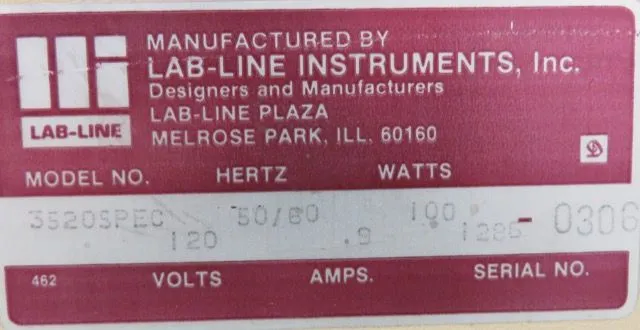 MANUFACTURED BY
LAB-LINE INSTRUMENTS, Inc.
Designers and Manufacturers
LAB-LINE PLAZA
LAB-LINE
MELROSE PARK, ILL. 60160
MODEL NO. HERTZ WATTS
3520SPEC 50/60 100
120 .9 1285-0306
462 VOLTS AMPS. SERIAL NO.